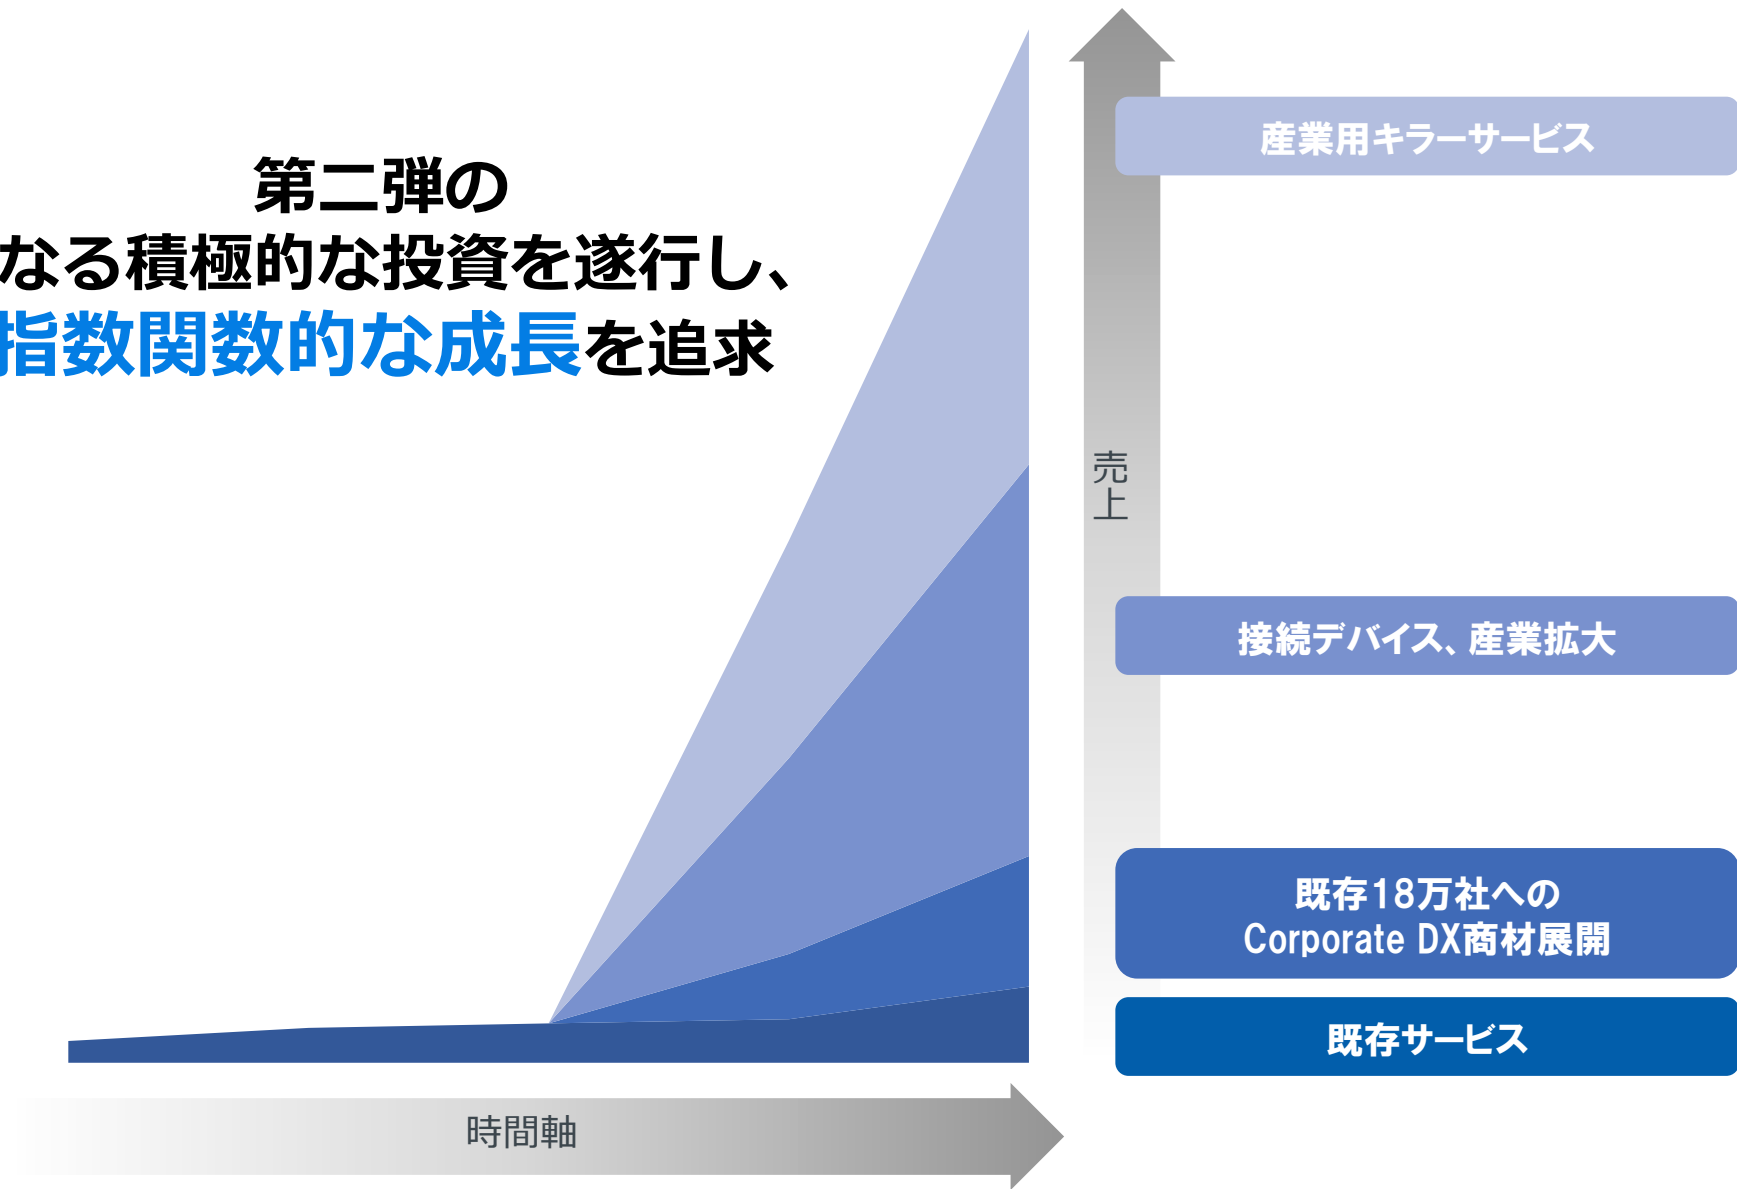 第二弾の
なる積極的な投資を遂行し、
指数関数的な成長を追求
産業用キラーサービス
売上
接続デバイス、産業拡大
既存18万社への
Corporate DX商材展開
既存サービス
時間軸